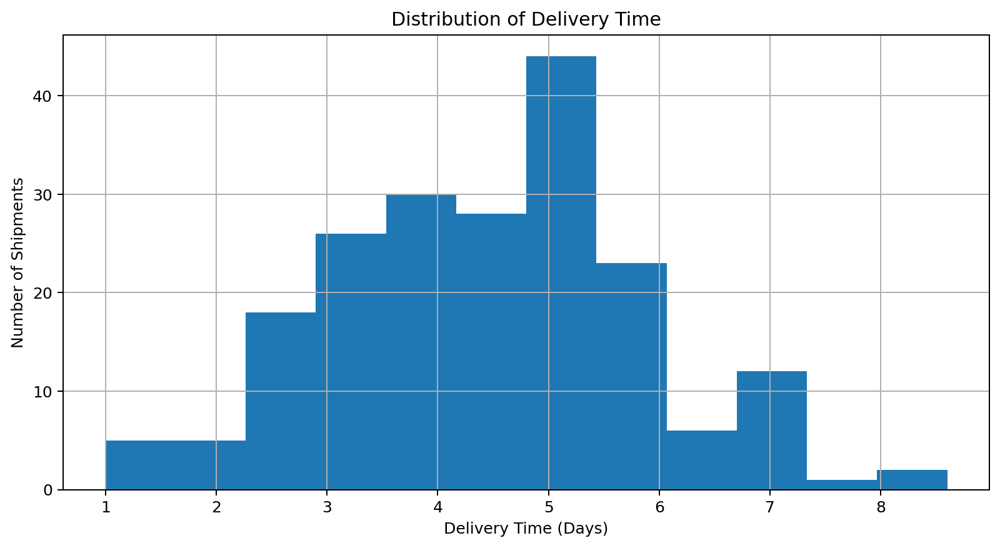 Distribution of Delivery Time
Number of Shipments
40
30
20
10
0
1 2 3 4 5 6 7 8
Delivery Time (Days)